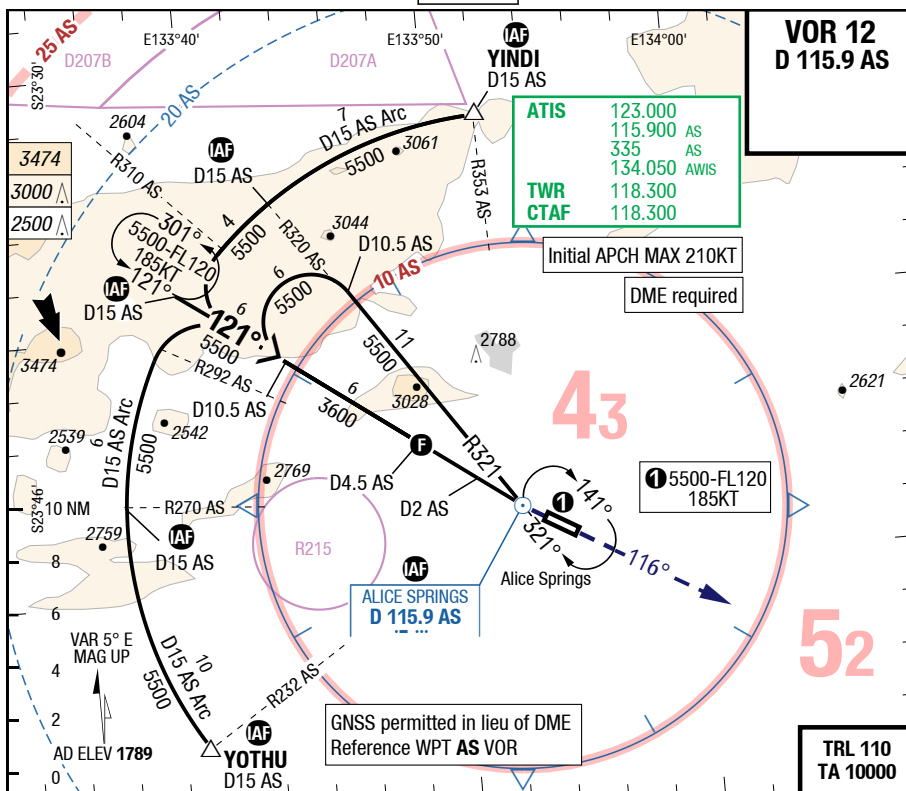 E133°40'
E133°50'
E134°00'
S23°30'
25 AS
D207B
D207A
20 AS
IAF
YINDI
D15 AS
VOR 12
D 115.9 AS
ATIS 123.000
115.900 AS
335 AS
134.050 AWIS
TWR 118.300
CTAF 118.300
2604
7
D15 AS Arc
5500
3061
3474
3000
2500
IAF
D15 AS
R310 AS
R353 AS
4
5500
R320 AS
3044
D10.5 AS
10 AS
301°
5500-FL120
185KT
121°
IAF
D15 AS
Initial APCH MAX 210KT
DME required
6
5500
6
121°
5500
11
5500
2788
3474
R292 AS
D10.5 AS
6
3600
3028
2621
43
2539
6
D15 AS Arc
5500
2542
F
R321
D4.5 AS
2769
D2 AS
1 5500-FL120
185KT
S23°46'
10 NM
R270 AS
141°
1
321°
IAF
D15 AS
2759
R215
IAF
Alice Springs
116°
8
ALICE SPRINGS
D 115.9 AS
6
VAR 5° E
MAG UP
10
D15 AS Arc
5500
R232 AS
52
4
2
0
AD ELEV 1789
IAF
YOTHU
D15 AS
GNSS permitted in lieu of DME
Reference WPT AS VOR
TRL 110
TA 10000